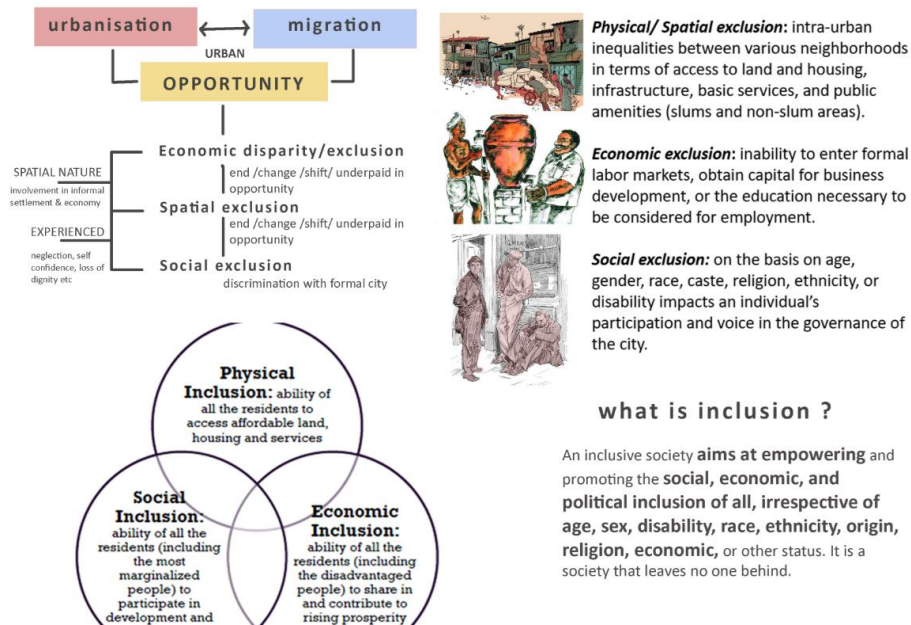 urbanisation
migration
URBAN
OPPORTUNITY
Economic disparity/exclusion
end /change /shift/ underpaid in
opportunity
SPATIAL NATURE
involvement in informal
settlement & economy
Spatial exclusion
end /change /shift/ underpaid in
opportunity
EXPERIENCED
neglection, self
confidence, loss of
dignity etc
Social exclusion
discrimination with formal city
Physical/ Spatial exclusion: intra-urban
inequalities between various neighborhoods
in terms of access to land and housing,
infrastructure, basic services, and public
amenities (slums and non-slum areas).
Economic exclusion: inability to enter formal
labor markets, obtain capital for business
development, or the education necessary to
be considered for employment.
Social exclusion: on the basis on age,
gender, race, caste, religion, ethnicity, or
disability impacts an individual's
participation and voice in the governance of
the city.
Physical
Inclusion: ability of
all the residents to
access affordable land,
housing and services
Social
Inclusion:
ability of all the
residents (including
the most
marginalized
people) to
participate in
development and
Economic
Inclusion:
ability of all the
residents (including
the disadvantaged
people) to share in
and contribute to
rising prosperity
what is inclusion ?
An inclusive society aims at empowering and
promoting the social, economic, and
political inclusion of all, irrespective of
age, sex, disability, race, ethnicity, origin,
religion, economic, or other status. It is a
society that leaves no one behind.